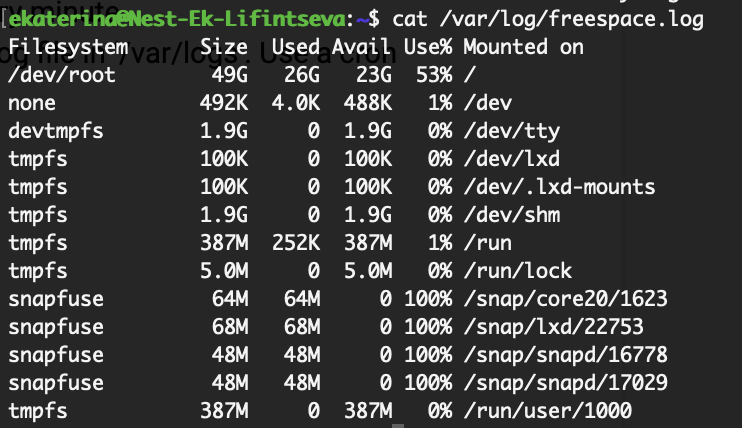 ry minute
[ekaterina@Nest-Ek-Lifintseva:~$ cat /var/log/freespace.log
Filesystem      Size  Used Avail Use% Mounted on
og file in '/var/logs'. Use a cron
/dev/root        49G   26G   23G  53% /
none            492K  4.0K  488K   1% /dev
devtmpfs        1.9G     0  1.9G   0% /dev/tty
tmpfs           100K     0  100K   0% /dev/lxd
tmpfs           100K     0  100K   0% /dev/.lxd-mounts
tmpfs           1.9G     0  1.9G   0% /dev/shm
tmpfs           387M  252K  387M   1% /run
tmpfs           5.0M     0  5.0M   0% /run/lock
snapfuse         64M   64M     0 100% /snap/core20/1623
snapfuse         68M   68M     0 100% /snap/lxd/22753
snapfuse         48M   48M     0 100% /snap/snapd/16778
snapfuse         48M   48M     0 100% /snap/snapd/17029
tmpfs           387M     0  387M   0% /run/user/1000